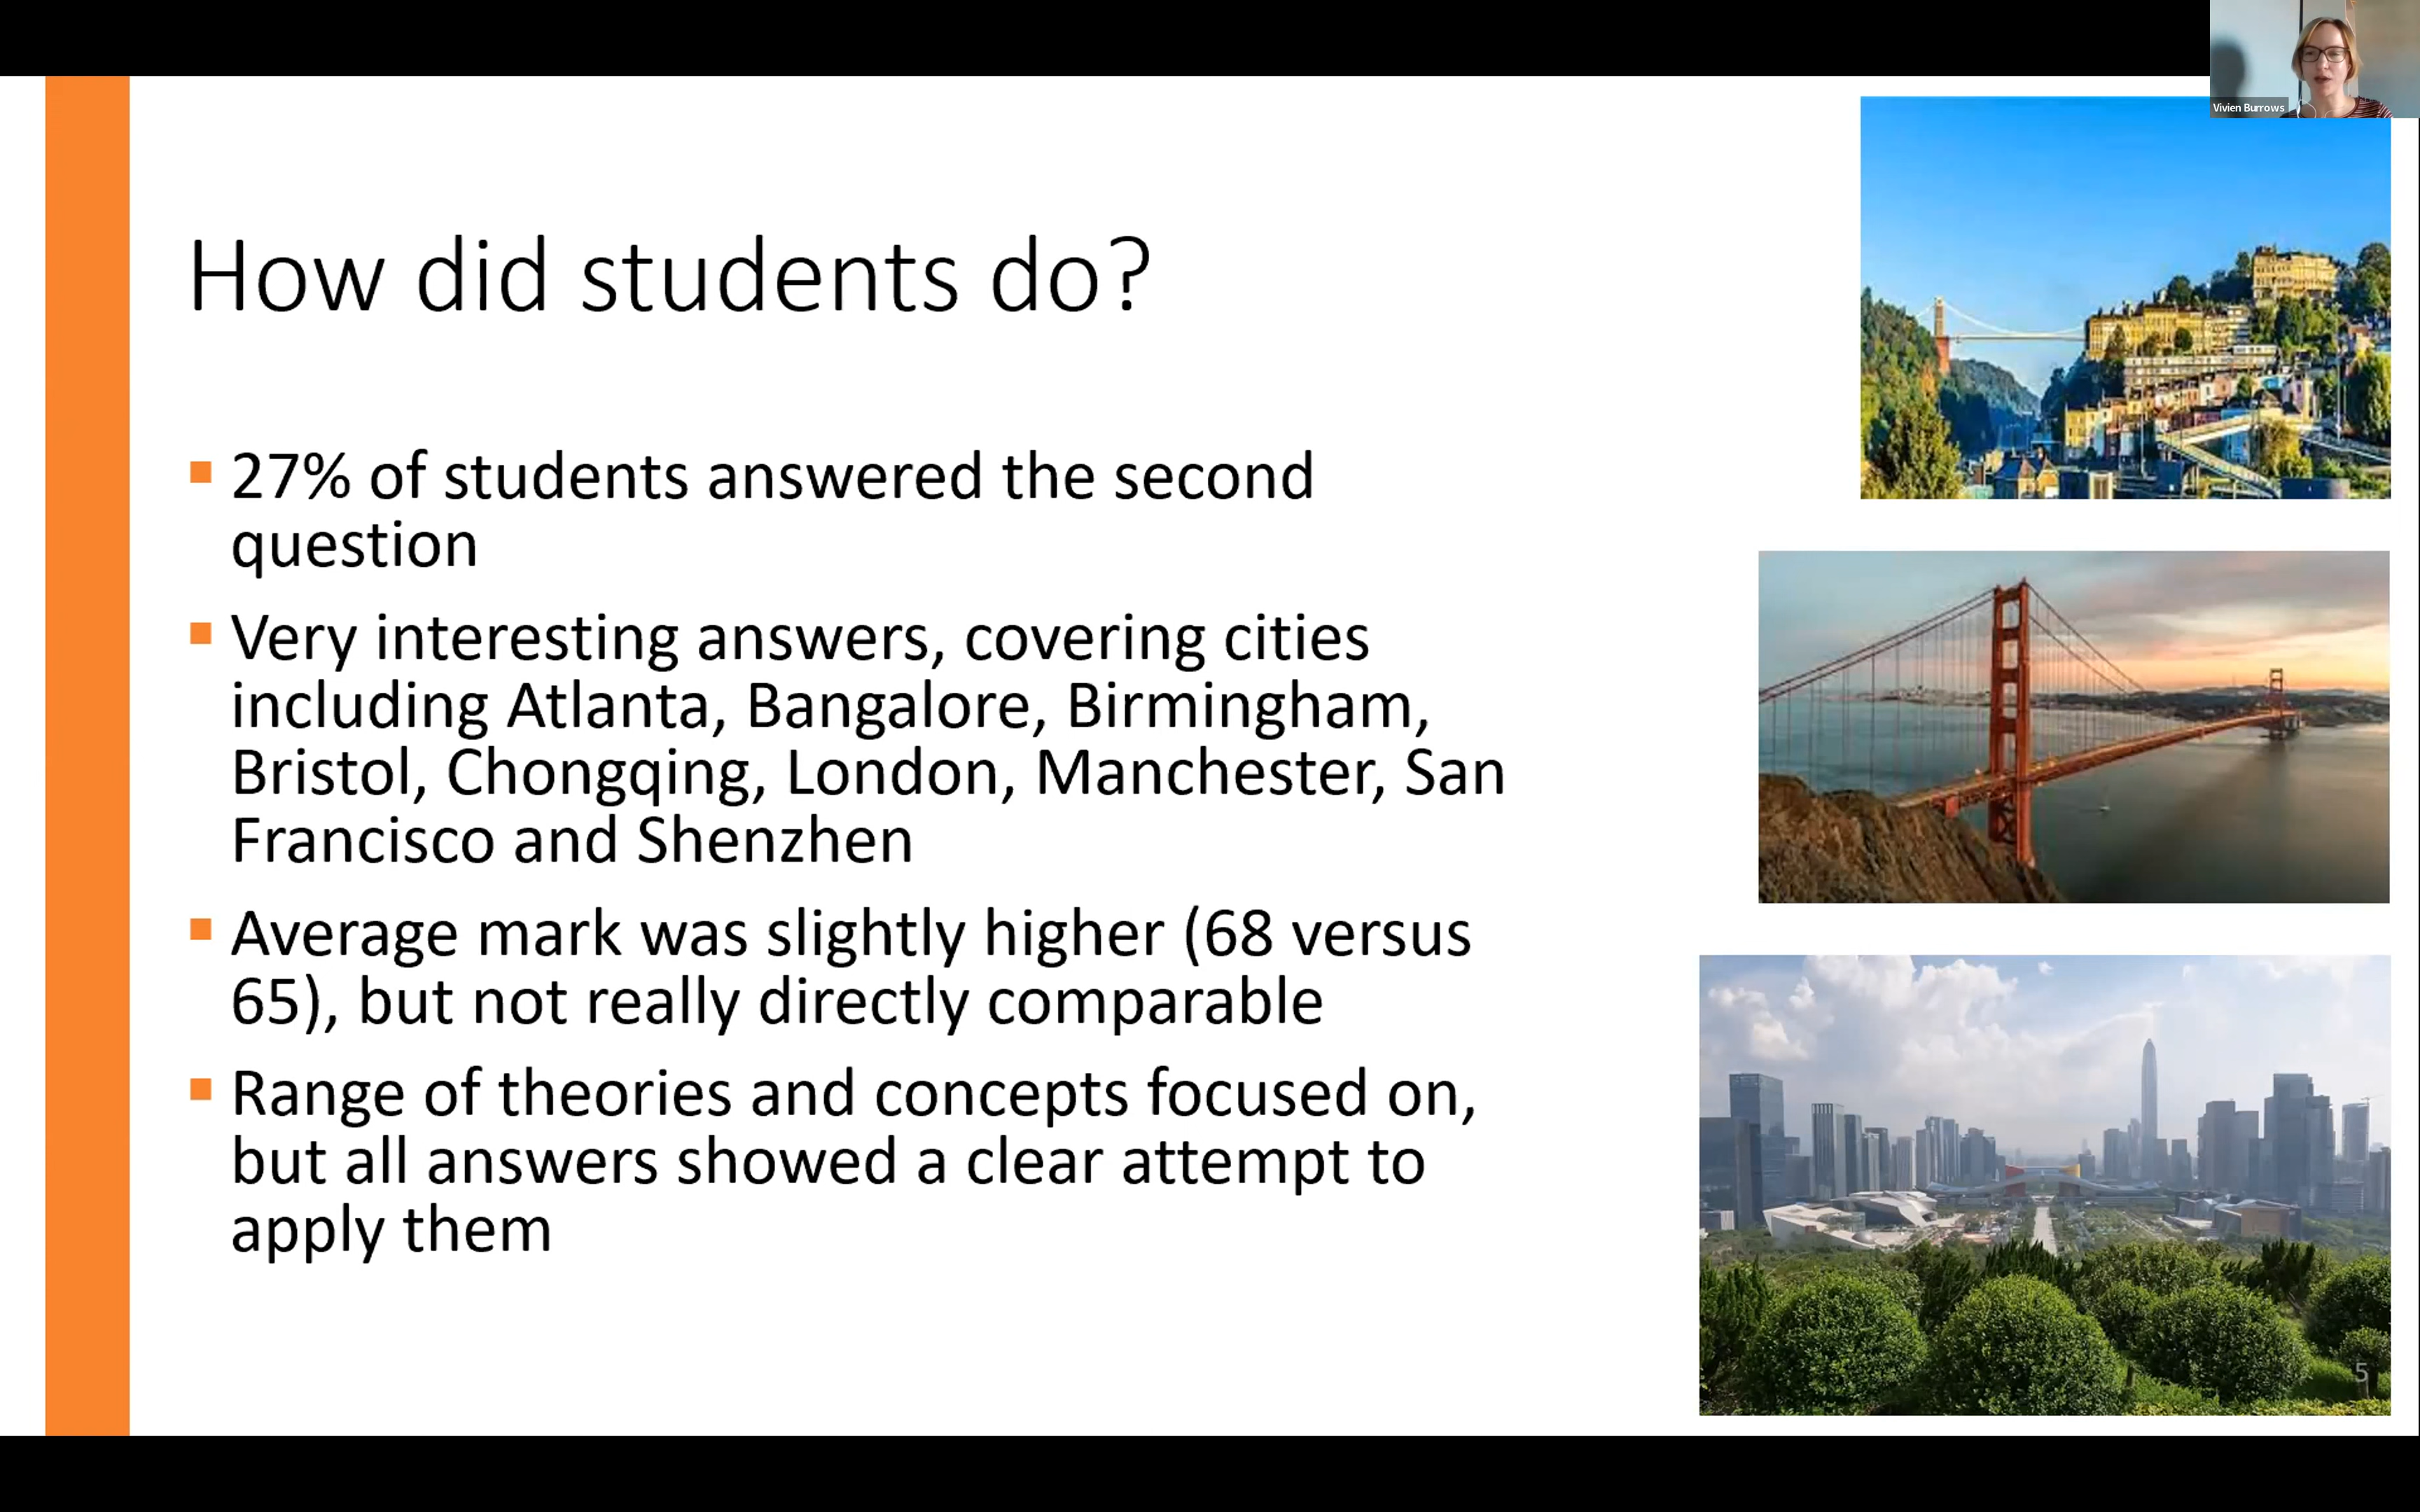 Vivien Burrows
How did students do?
27% of students answered the second
question
Very interesting answers, covering cities
including Atlanta, Bangalore, Birmingham,
Bristol, Chongqing, London, Manchester, San
Francisco and Shenzhen
Average mark was slightly higher (68 versus
65), but not really directly comparable
Range of theories and concepts focused on,
but all answers showed a clear attempt to
apply them
5